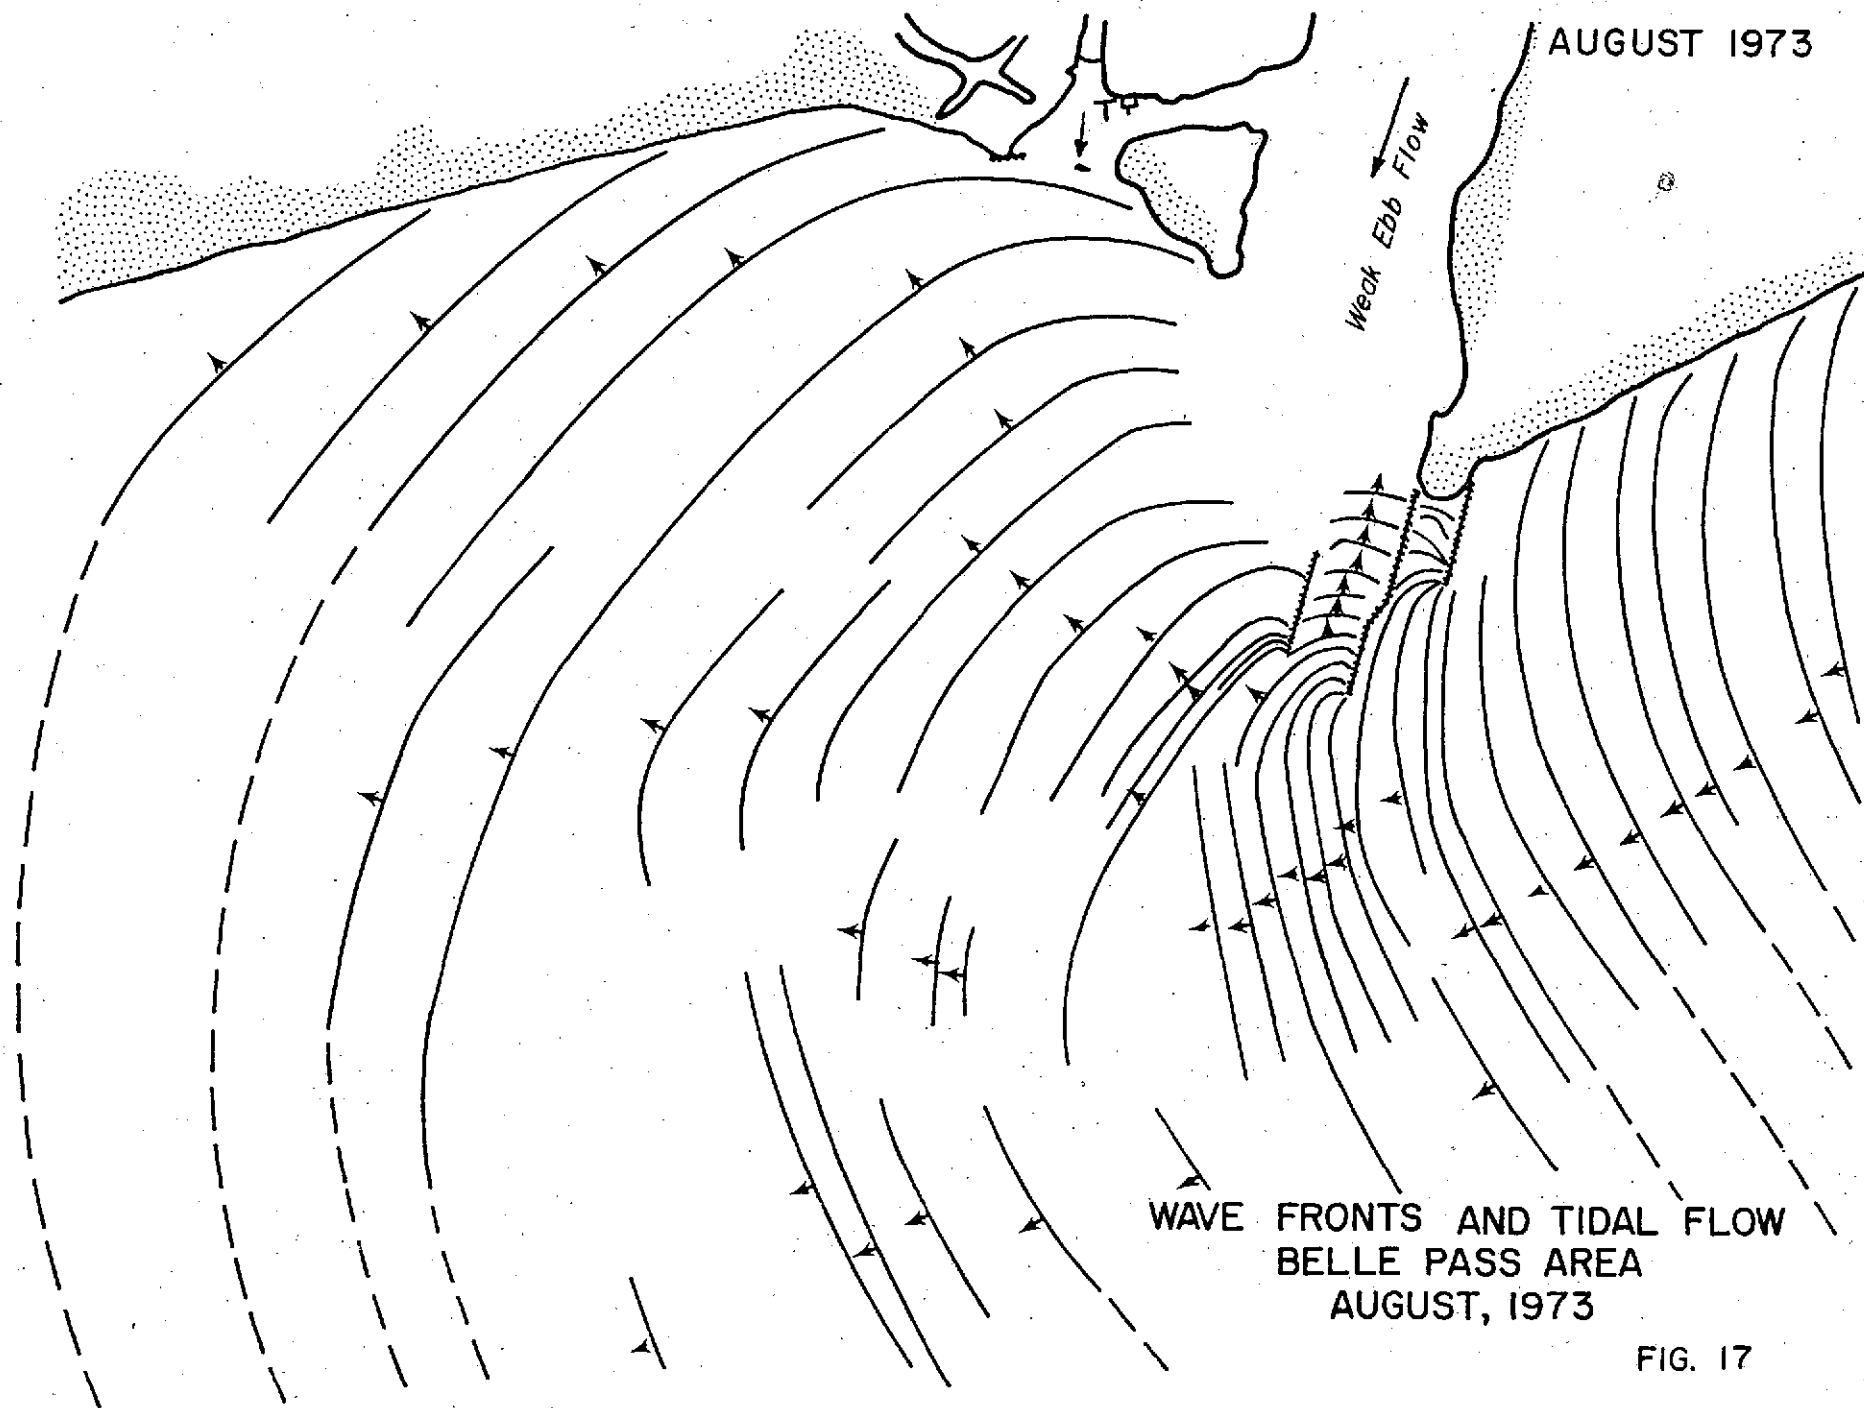 AUGUST 1973
Weak Ebb Flow
WAVE FRONTS AND TIDAL FLOW
BELLE PASS AREA
AUGUST, 1973
FIG. 17